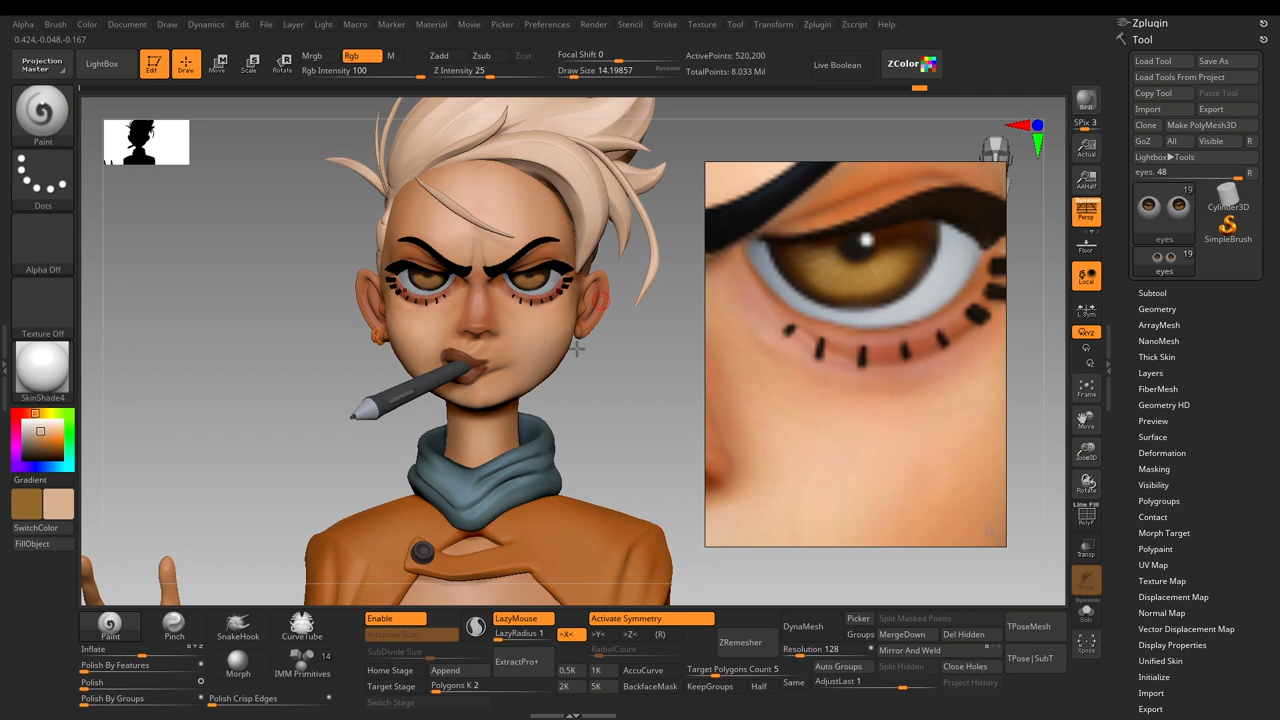 Alpha Brush Color Document Draw Dynamics Edit File Layer Light Macro Marker Material Movie Picker Preferences Render Stencil Stroke Texture Tool Transform Zplugin Zscript Help
0.424,-0.048,-0.167
Projection Master
LightBox
Edit Draw Move Scale Rotate
Mrgb Rgb M
Rgb Intensity 100
Zadd Zsub Zcut
Z Intensity 25
Focal Shift 0
Draw Size 14.19857 Dynamic
ActivePoints: 520,200
TotalPoints: 8.033 Mil
Live Boolean
ZColor
Paint
Dots
Alpha Off
Texture Off
SkinShade4
Gradient
SwitchColor
FillObject
BPR
SPix 3
Actual
AAHalf
Dynamic
Persp
Floor
Local
L.Sym
XYZ
Frame
Move
Zoom3D
Rotate
Line Fill
PolyF
Transp
Ghost
Dynamic
Solo
Xpose
Zplugin
Tool
Load Tool Save As
Load Tools From Project
Copy Tool Paste Tool
Import Export
Clone Make PolyMesh3D
GoZ All Visible R
Lightbox▸Tools
eyes. 48 R
19
eyes
Cylinder3D
SimpleBrush
19
eyes
Subtool
Geometry
ArrayMesh
NanoMesh
Thick Skin
Layers
FiberMesh
Geometry HD
Preview
Surface
Deformation
Masking
Visibility
Polygroups
Contact
Morph Target
Polypaint
UV Map
Texture Map
Displacement Map
Normal Map
Vector Displacement Map
Display Properties
Unified Skin
Initialize
Import
Export
Paint Pinch SnakeHook CurveTube
Inflate
Polish By Features
Polish
Polish By Groups
Morph
14
IMM Primitives
Polish Crisp Edges
Enable
Adaptive Size
SubDivide Size
Home Stage Append
Target Stage Polygons K 2
Switch Stage
LazyMouse
LazyRadius 1
ExtractPro+
Activate Symmetry
>X< >Y< >Z< (R)
RadialCount
0.5K 1K AccuCurve
2K 5K BackfaceMask
ZRemesher
Target Polygons Count 5
KeepGroups Half Same
DynaMesh
Resolution 128
Auto Groups
AdjustLast 1
Picker Split Masked Points
Groups MergeDown Del Hidden
Mirror And Weld
Split Hidden Close Holes
Project History
TPoseMesh
TPose|SubT